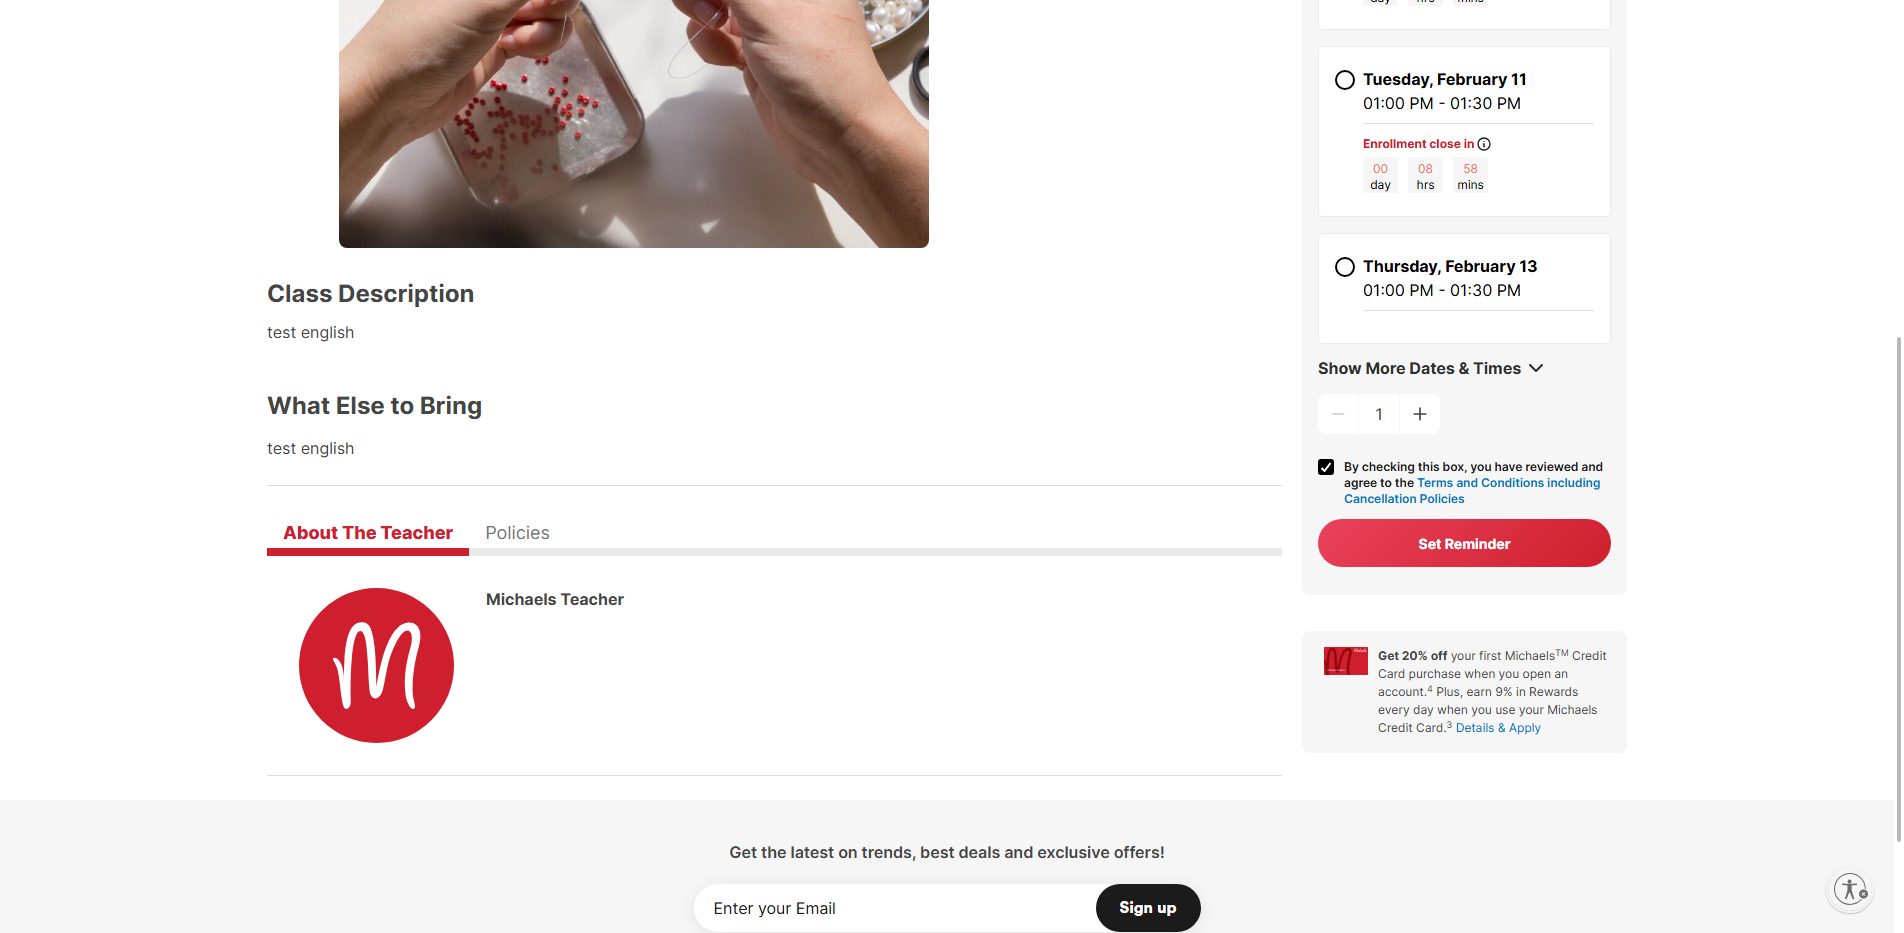 day hrs mins
Tuesday, February 11
01:00 PM - 01:30 PM
Enrollment close in
00 08 58
day hrs mins
Thursday, February 13
01:00 PM - 01:30 PM
Show More Dates & Times
1
By checking this box, you have reviewed and
agree to the Terms and Conditions including
Cancellation Policies
Set Reminder
Get 20% off your first Michaels™ Credit
Card purchase when you open an
account.⁴ Plus, earn 9% in Rewards
every day when you use your Michaels
Credit Card.³ Details & Apply
Class Description
test english
What Else to Bring
test english
About The Teacher Policies
Michaels Teacher
Get the latest on trends, best deals and exclusive offers!
Enter your Email
Sign up